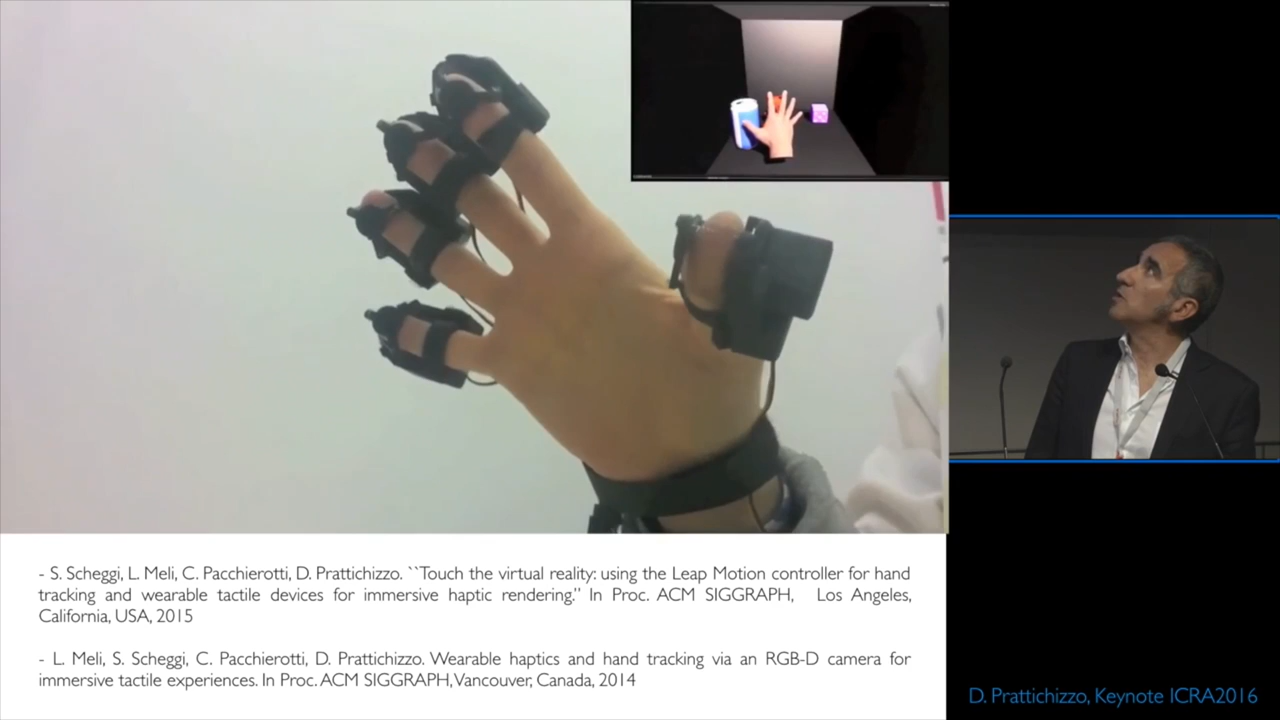 - S. Scheggi, L. Meli, C. Pacchierotti, D. Prattichizzo. ``Touch the virtual reality: using the Leap Motion controller for hand
tracking and wearable tactile devices for immersive haptic rendering.” In Proc. ACM SIGGRAPH, Los Angeles,
California, USA, 2015
- L. Meli, S. Scheggi, C. Pacchierotti, D. Prattichizzo. Wearable haptics and hand tracking via an RGB-D camera for
immersive tactile experiences. In Proc. ACM SIGGRAPH, Vancouver, Canada, 2014
D. Prattichizzo, Keynote ICRA2016